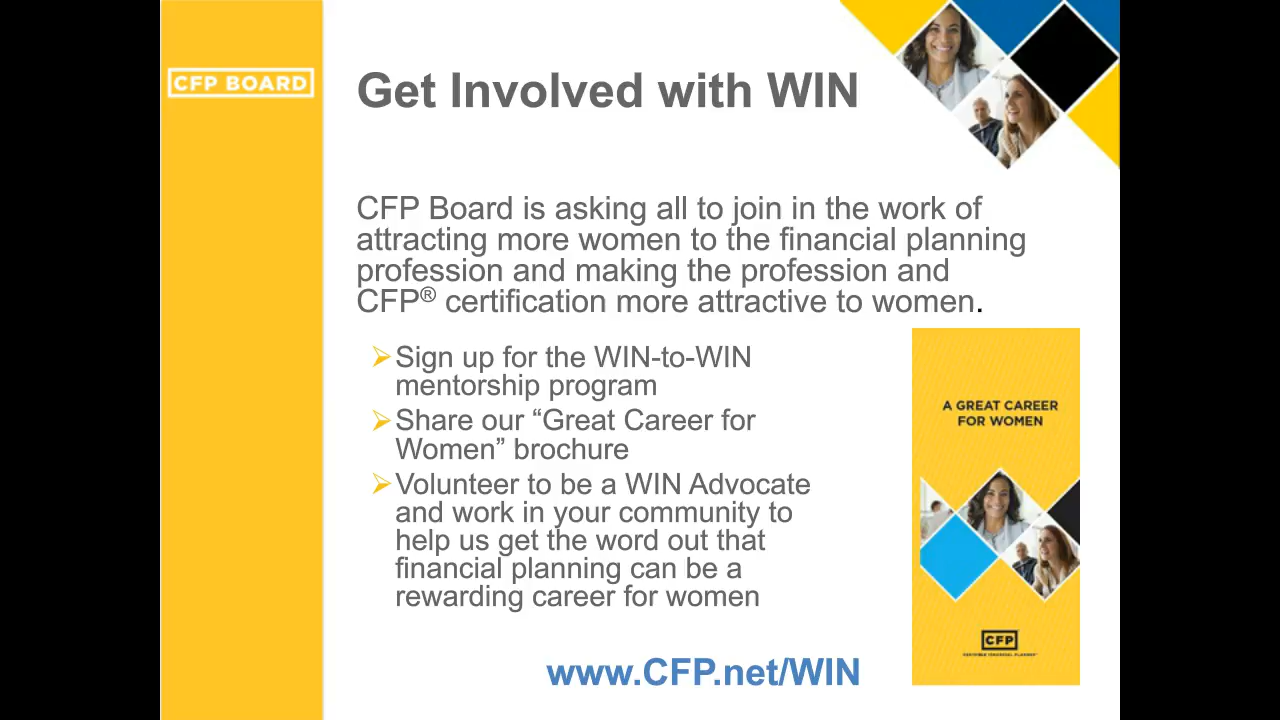 CFP BOARD
Get Involved with WIN
CFP Board is asking all to join in the work of
attracting more women to the financial planning
profession and making the profession and
CFP® certification more attractive to women.
Sign up for the WIN-to-WIN
mentorship program
Share our “Great Career for
Women” brochure
Volunteer to be a WIN Advocate
and work in your community to
help us get the word out that
financial planning can be a
rewarding career for women
A GREAT CAREER
FOR WOMEN
CFP
CERTIFIED FINANCIAL PLANNER™
www.CFP.net/WIN